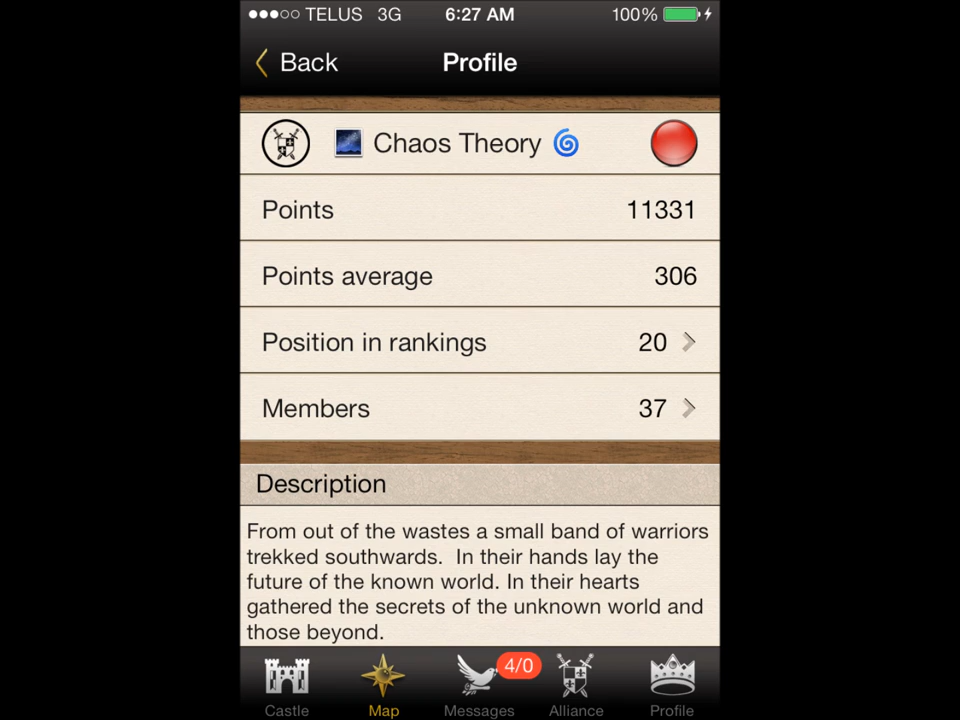 TELUS 3G 6:27 AM 100%
Back Profile
Chaos Theory
Points 11331
Points average 306
Position in rankings 20
Members 37
Description
From out of the wastes a small band of warriors
trekked southwards.  In their hands lay the
future of the known world. In their hearts
gathered the secrets of the unknown world and
those beyond.
4/0
Castle Map Messages Alliance Profile